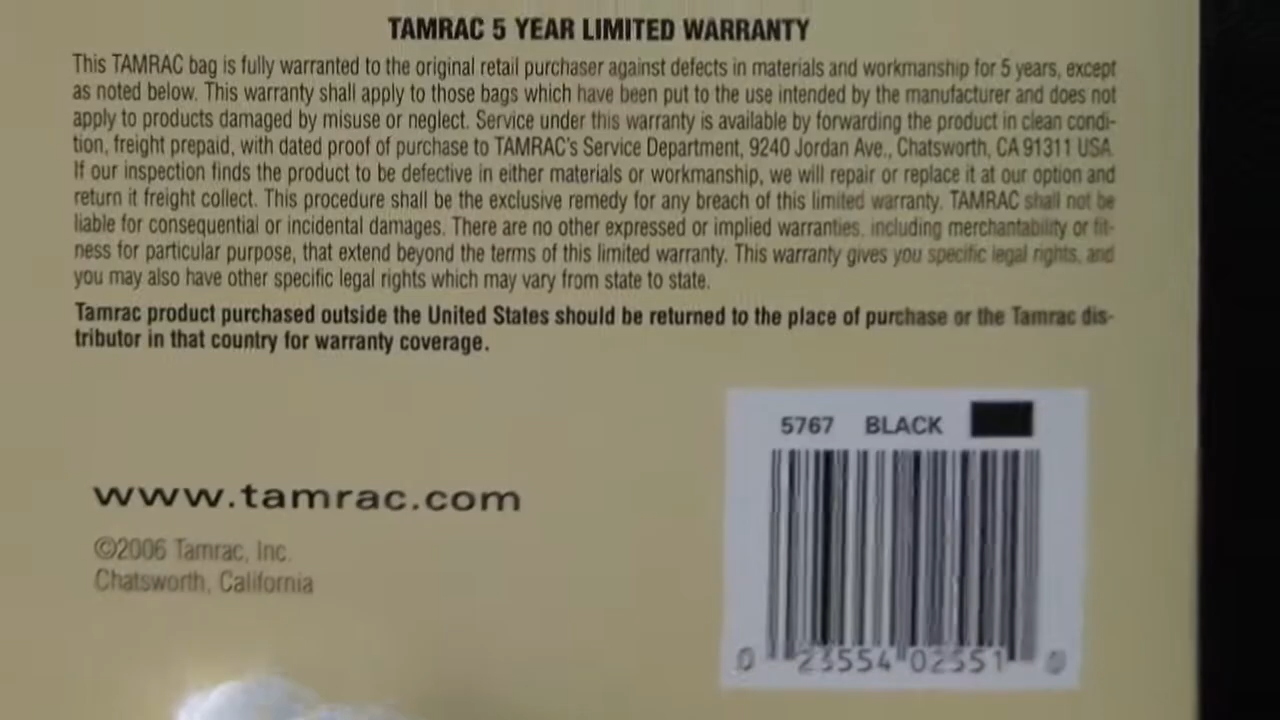 TAMRAC 5 YEAR LIMITED WARRANTY
This TAMRAC bag is fully warranted to the original retail purchaser against defects in materials and workmanship for 5 years, except
as noted below. This warranty shall apply to those bags which have been put to the use intended by the manufacturer and does not
apply to products damaged by misuse or neglect. Service under this warranty is available by forwarding the product in clean condi-
tion, freight prepaid, with dated proof of purchase to TAMRAC's Service Department, 9240 Jordan Ave., Chatsworth, CA 91311 USA.
If our inspection finds the product to be defective in either materials or workmanship, we will repair or replace it at our option and
return it freight collect. This procedure shall be the exclusive remedy for any breach of this limited warranty. TAMRAC shall not be
liable for consequential or incidental damages. There are no other expressed or implied warranties, including merchantability or fit-
ness for particular purpose, that extend beyond the terms of this limited warranty. This warranty gives you specific legal rights, and
you may also have other specific legal rights which may vary from state to state.
Tamrac product purchased outside the United States should be returned to the place of purchase or the Tamrac dis-
tributor in that country for warranty coverage.
5767 BLACK
www.tamrac.com
©2006 Tamrac, Inc.
Chatsworth, California
0 23554 02551 0